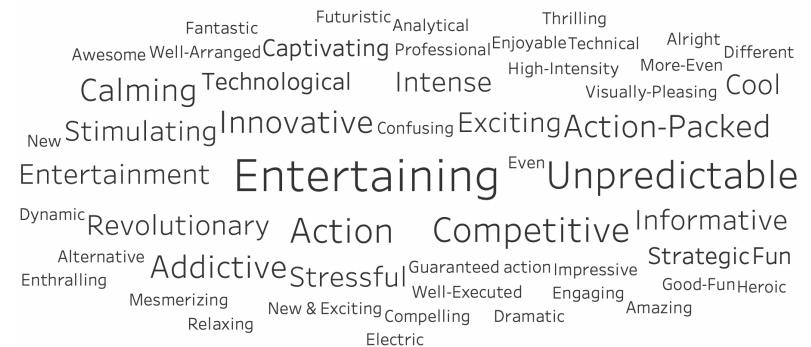 Futuristic
Thrilling
Fantastic
Analytical
Alright
Awesome Well-Arranged Captivating Professional Enjoyable Technical Different
High-Intensity More-Even
Calming Technological Intense Visually-Pleasing Cool
New Stimulating Innovative Confusing Exciting Action-Packed
Entertainment Entertaining Even Unpredictable
Dynamic Revolutionary Action Competitive Informative
Alternative Addictive Stressful Guaranteed action Impressive Strategic Fun
Enthralling Well-Executed Engaging Good-Fun Heroic
Mesmerizing New & Exciting Compelling Dramatic Amazing
Relaxing
Electric